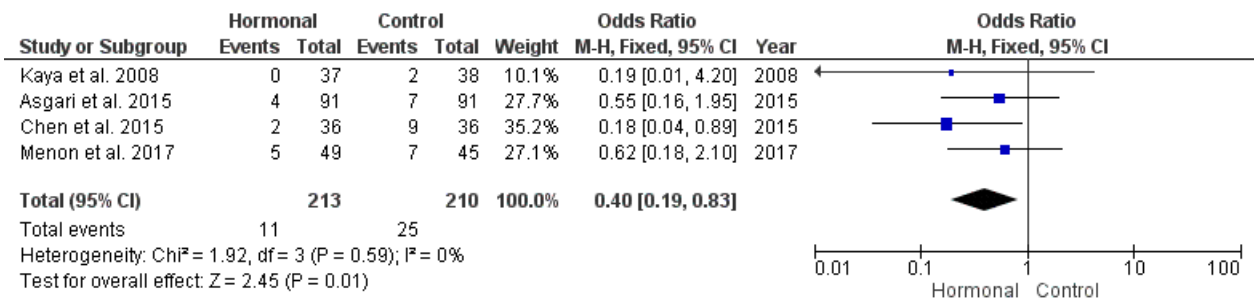 Hormonal Control Odds Ratio Odds Ratio
Study or Subgroup Events Total Events Total Weight M-H, Fixed, 95% CI Year M-H, Fixed, 95% CI
Kaya et al. 2008 0 37 2 38 10.1% 0.19 [0.01, 4.20] 2008
Asgari et al. 2015 4 91 7 91 27.7% 0.55 [0.16, 1.95] 2015
Chen et al. 2015 2 36 9 36 35.2% 0.18 [0.04, 0.89] 2015
Menon et al. 2017 5 49 7 45 27.1% 0.62 [0.18, 2.10] 2017
Total (95% CI) 213 210 100.0% 0.40 [0.19, 0.83]
Total events 11 25
Heterogeneity: Chi² = 1.92, df = 3 (P = 0.59); I² = 0%
Test for overall effect: Z = 2.45 (P = 0.01)
0.01 0.1 1 10 100
Hormonal Control